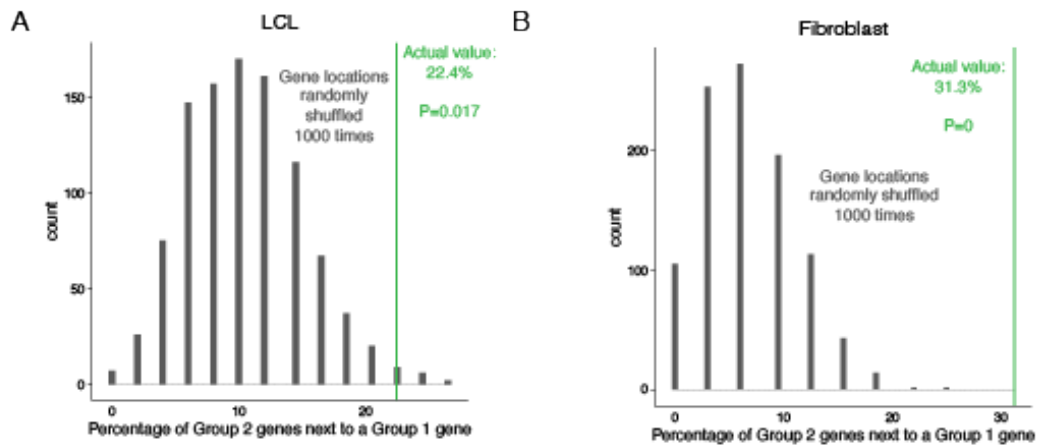 A
LCL
Actual value:
22.4%
P=0.017
Gene locations
randomly
shuffled
1000 times
count
150
100
50
0
0
10
20
Percentage of Group 2 genes next to a Group 1 gene
B
Fibroblast
Actual value:
31.3%
P=0
Gene locations
randomly shuffled
1000 times
count
200
100
0
0
10
20
30
Percentage of Group 2 genes next to a Group 1 gene